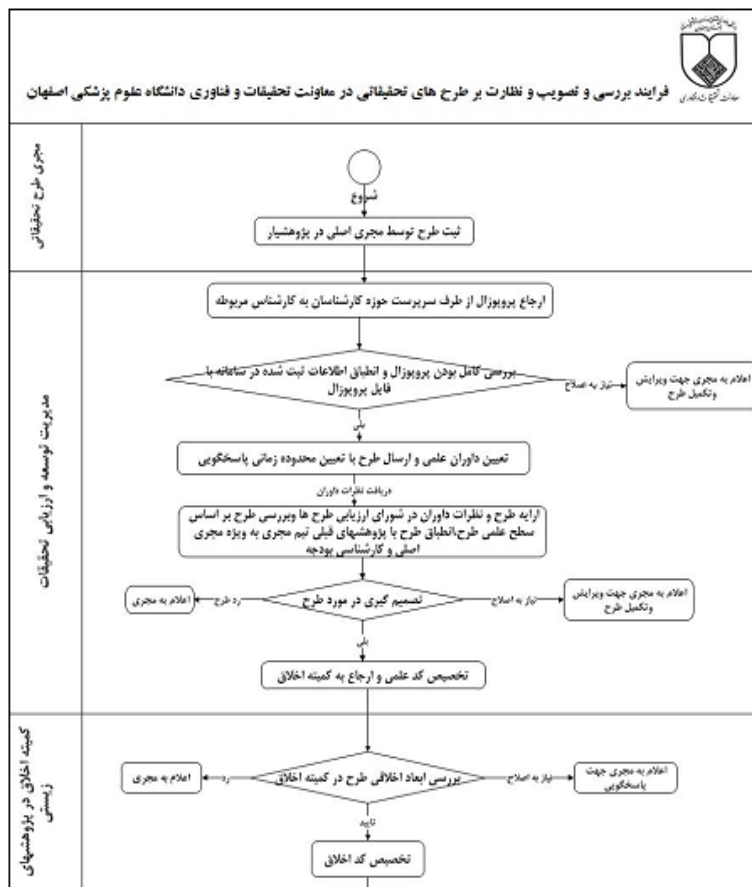 معاونت تحقیقات و فناوری
فرایند بررسی و تصویب و نظارت بر طرح های تحقیقاتی در معاونت تحقیقات و فناوری دانشگاه علوم پزشکی اصفهان
مجری طرح تحقیقاتی
شروع
ثبت طرح توسط مجری اصلی در پژوهشیار
مدیریت توسعه و ارزیابی تحقیقات
ارجاع پروپوزال از طرف سرپرست حوزه کارشناسان به کارشناس مربوطه
بررسی کامل بودن پروپوزال و انطباق اطلاعات ثبت شده در سامانه با
فایل پروپوزال
نیاز به اصلاح
اعلام به مجری جهت ویرایش
وتکمیل طرح
بلی
تعیین داوران علمی و ارسال طرح با تعیین محدوده زمانی پاسخگویی
دریافت نظرات داوران
ارایه طرح و نظرات داوران در شورای ارزیابی طرح ها وبررسی طرح بر اساس
سطح علمی طرح،انطباق طرح با پژوهشهای قبلی تیم مجری به ویژه مجری
اصلی و کارشناسی بودجه
تصمیم گیری در مورد طرح
نیاز به اصلاح
اعلام به مجری جهت ویرایش
وتکمیل طرح
رد طرح
اعلام به مجری
بلی
تخصیص کد علمی و ارجاع به کمیته اخلاق
کمیته اخلاق در پژوهشهای
زیستی
بررسی ابعاد اخلاقی طرح در کمیته اخلاق
نیاز به اصلاح
اعلام به مجری جهت
پاسخگویی
رد
اعلام به مجری
تایید
تخصیص کد اخلاق